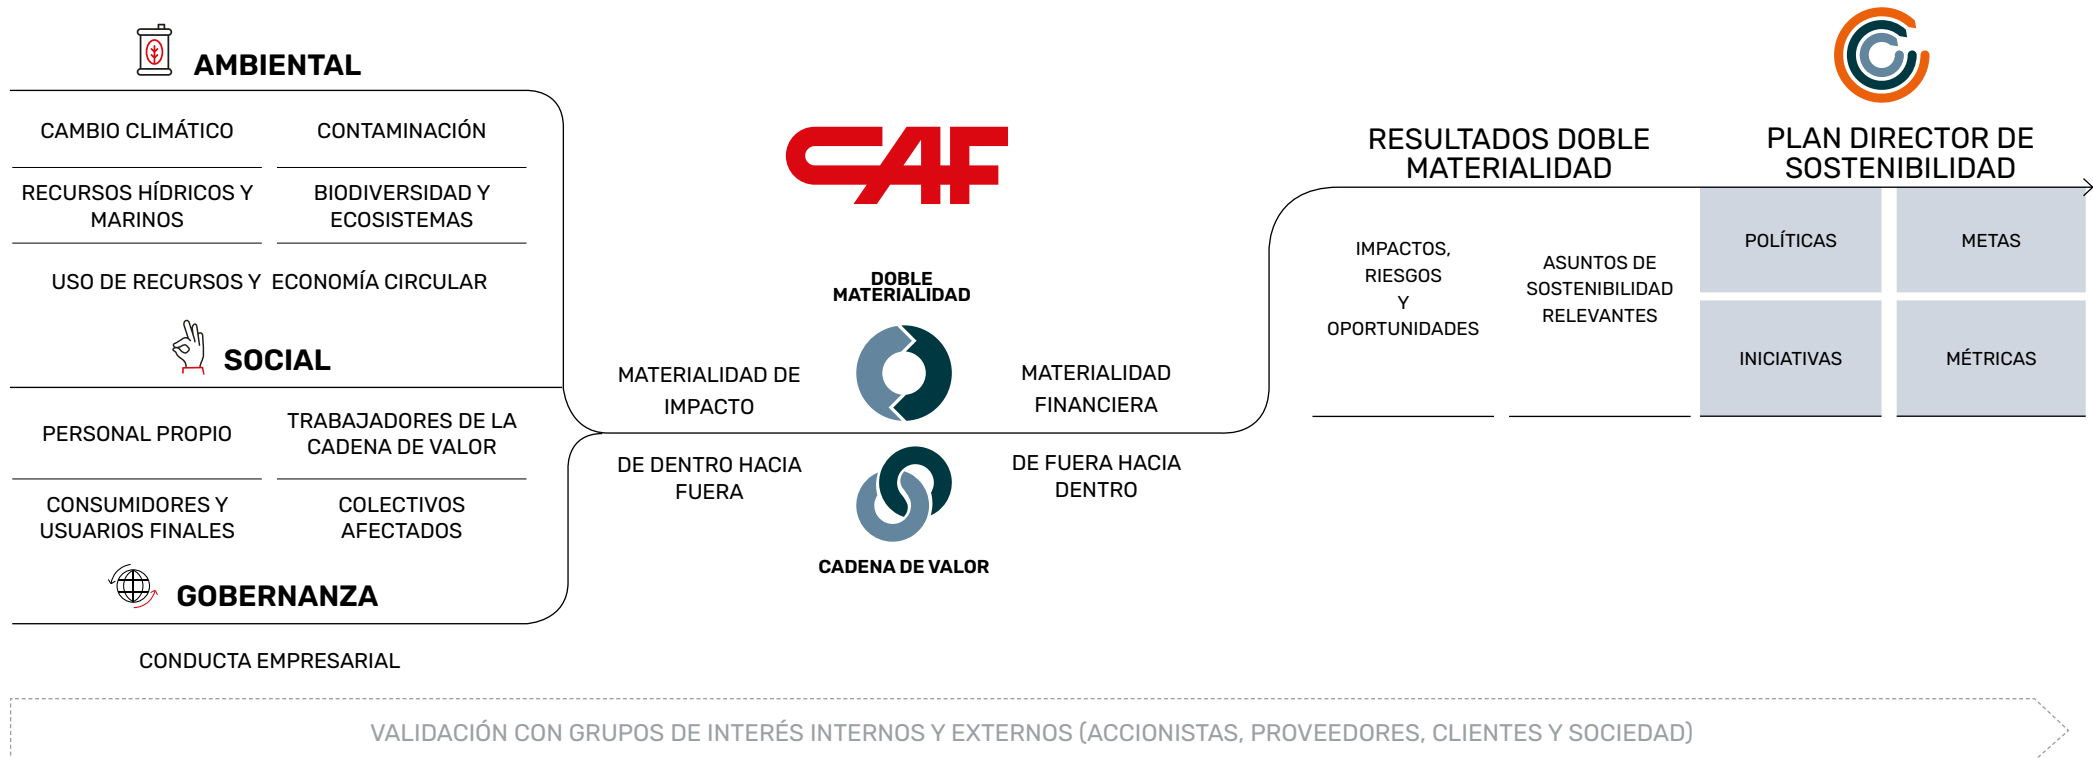 AMBIENTAL
CAMBIO CLIMÁTICO
CONTAMINACIÓN
RECURSOS HÍDRICOS Y
MARINOS
BIODIVERSIDAD Y
ECOSISTEMAS
USO DE RECURSOS Y ECONOMÍA CIRCULAR
SOCIAL
PERSONAL PROPIO
TRABAJADORES DE LA
CADENA DE VALOR
CONSUMIDORES Y
USUARIOS FINALES
COLECTIVOS
AFECTADOS
GOBERNANZA
CONDUCTA EMPRESARIAL
CAF
DOBLE
MATERIALIDAD
MATERIALIDAD DE
IMPACTO
MATERIALIDAD
FINANCIERA
DE DENTRO HACIA
FUERA
DE FUERA HACIA
DENTRO
CADENA DE VALOR
RESULTADOS DOBLE
MATERIALIDAD
IMPACTOS,
RIESGOS
Y
OPORTUNIDADES
ASUNTOS DE
SOSTENIBILIDAD
RELEVANTES
PLAN DIRECTOR DE
SOSTENIBILIDAD
POLÍTICAS
METAS
INICIATIVAS
MÉTRICAS
VALIDACIÓN CON GRUPOS DE INTERÉS INTERNOS Y EXTERNOS (ACCIONISTAS, PROVEEDORES, CLIENTES Y SOCIEDAD)